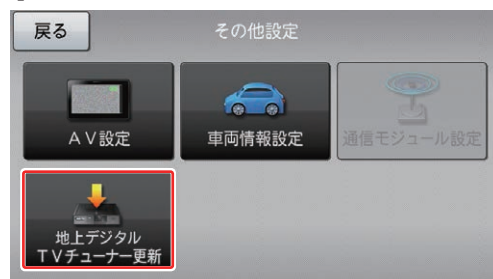 戻る
その他設定
AV設定
車両情報設定
通信モジュール設定
地上デジタル
TVチューナー更新